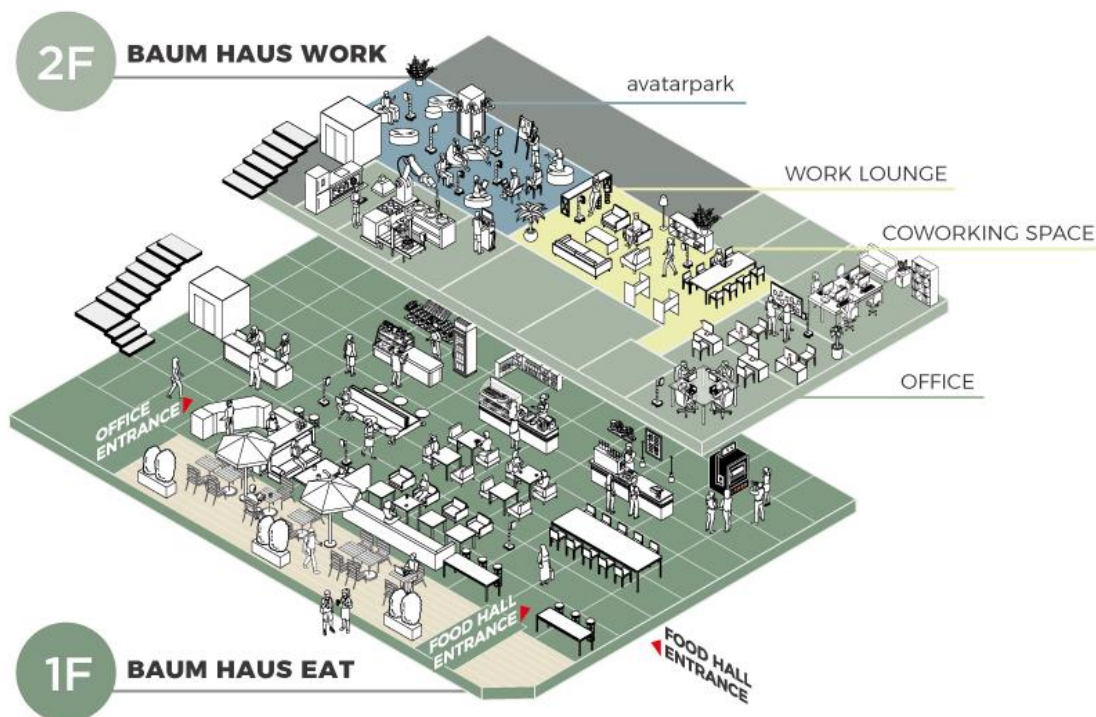 2F
BAUM HAUS WORK
avatarpark
WORK LOUNGE
COWORKING SPACE
OFFICE
OFFICE
ENTRANCE
FOOD HALL
ENTRANCE
FOOD HALL
ENTRANCE
1F
BAUM HAUS EAT